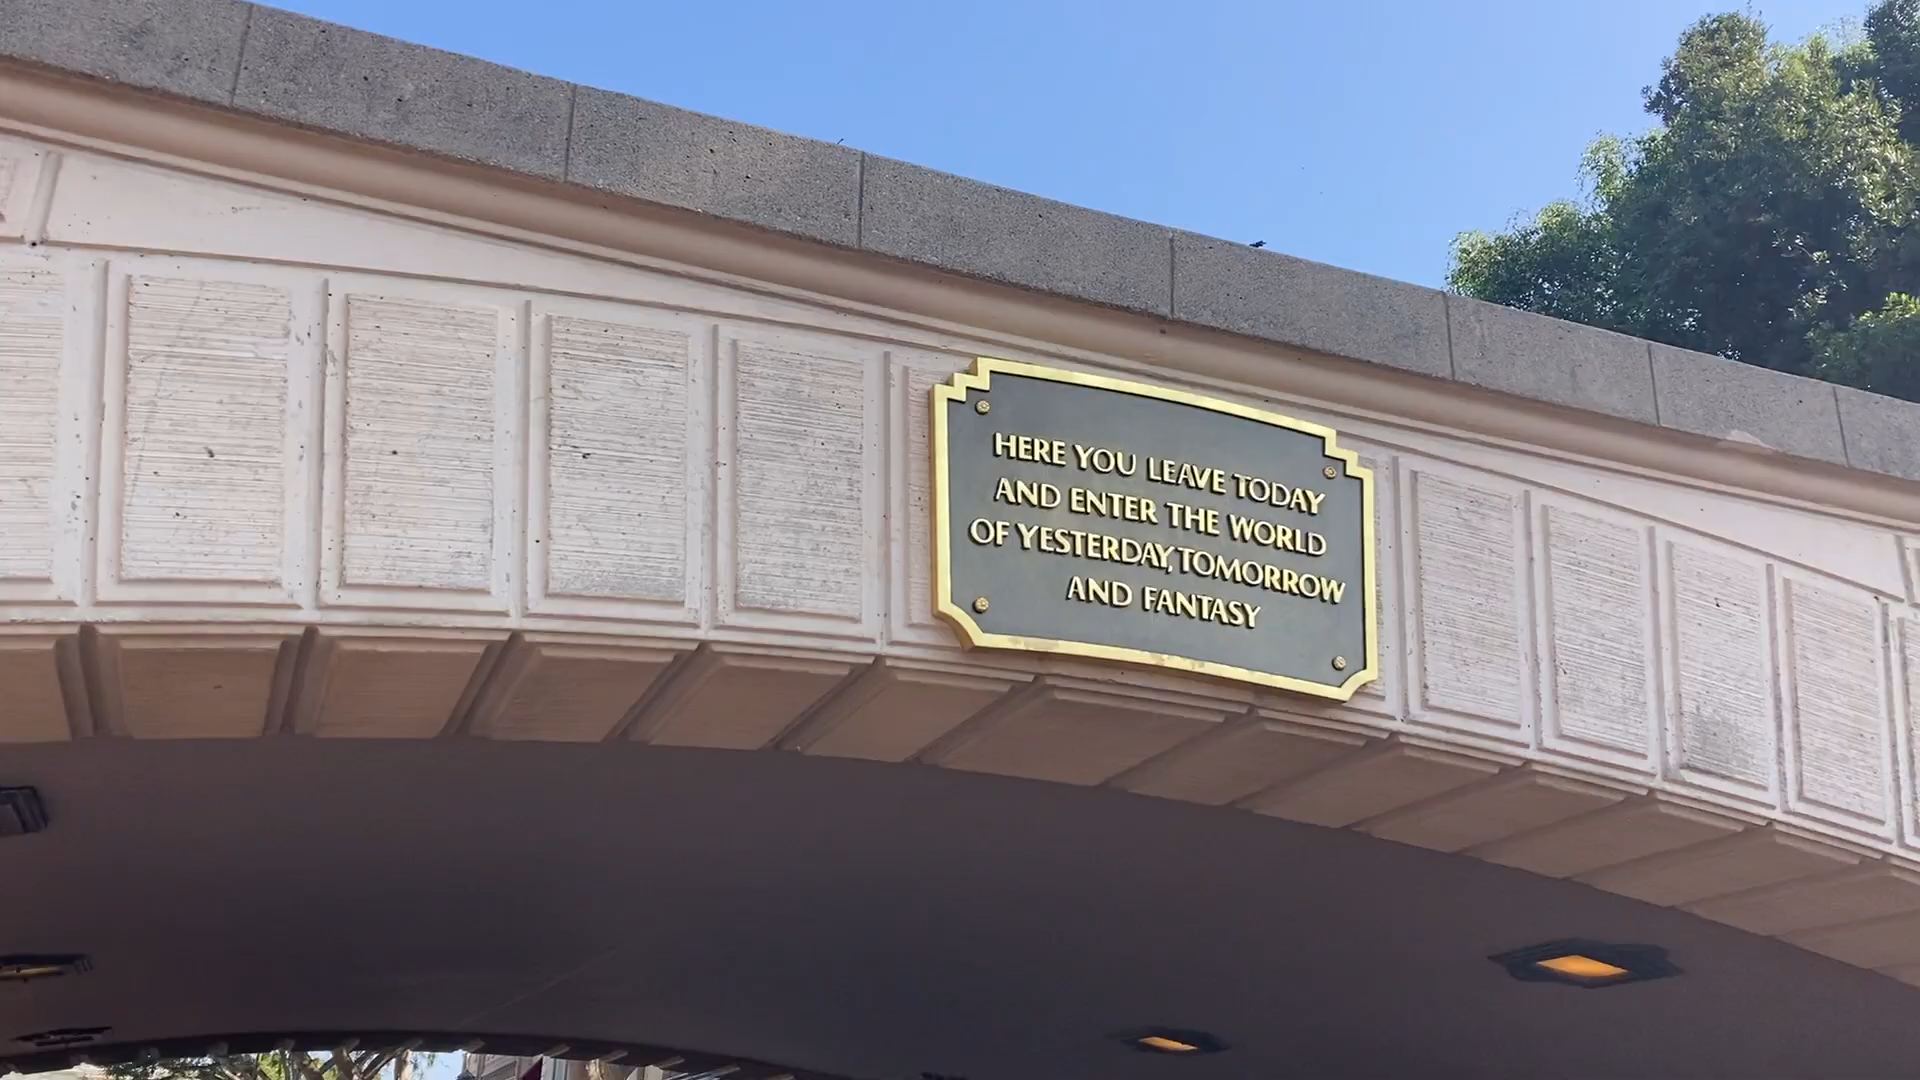 HERE YOU LEAVE TODAY
AND ENTER THE WORLD
OF YESTERDAY, TOMORROW
AND FANTASY